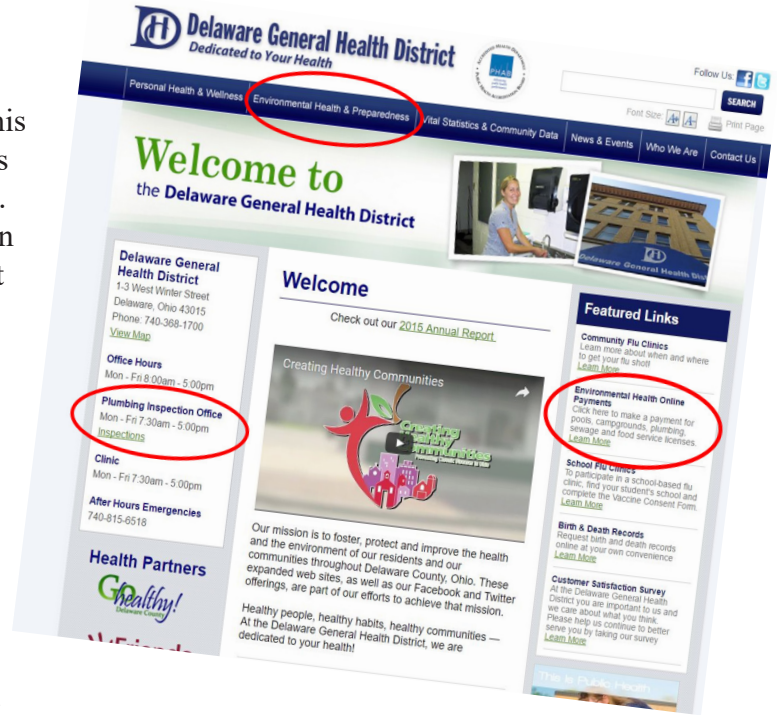 his
s
.
n
t
DH
Delaware General Health District
Dedicated to Your Health
PHAB
Follow Us:
SEARCH
Font Size: A+ A-
Print Page
Personal Health & Wellness
Environmental Health & Preparedness
Vital Statistics & Community Data
News & Events
Who We Are
Contact Us
Welcome to
the Delaware General Health District
Delaware General Health Dist
Delaware General
Health District
1-3 West Winter Street
Delaware, Ohio 43015
Phone: 740-368-1700
View Map
Office Hours
Mon - Fri 8:00am - 5:00pm
Plumbing Inspection Office
Mon - Fri 7:30am - 5:00pm
Inspections
Clinic
Mon - Fri 7:30am - 5:00pm
After Hours Emergencies
740-815-6518
Health Partners
Go
healthy!
Delaware County
Friends
Welcome
Check out our 2015 Annual Report
Creating Healthy Communities
Creating
Healthy
Communities
Our mission is to foster, protect and improve the health
and the environment of our residents and our
communities throughout Delaware County, Ohio. These
expanded web sites, as well as our Facebook and Twitter
offerings, are part of our efforts to achieve that mission.
Healthy people, healthy habits, healthy communities —
At the Delaware General Health District, we are
dedicated to your health!
Featured Links
Community Flu Clinics
Learn more about when and where
to get your flu shot!
Learn More
Environmental Health Online
Payments
Click here to make a payment for
pools, campgrounds, plumbing,
sewage and food service licenses.
Learn More
School Flu Clinics
To participate in a school-based flu
clinic, find your student's school and
complete the Vaccine Consent Form.
Learn More
Birth & Death Records
Request birth and death records
online at your own convenience
Learn More
Customer Satisfaction Survey
At the Delaware General Health
District you are important to us and
we care about what you think.
Please help us continue to better
serve you by taking our survey
Learn More
This Is Public Health